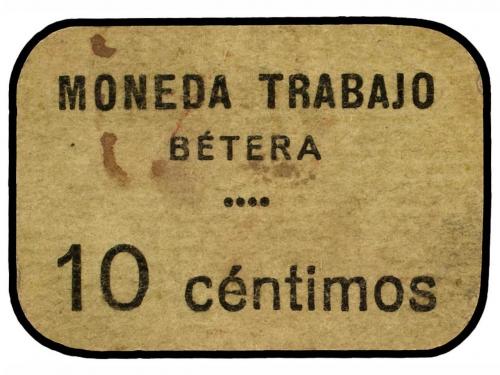 MONEDA TRABAJO
BÉTERA
••••
10 céntimos